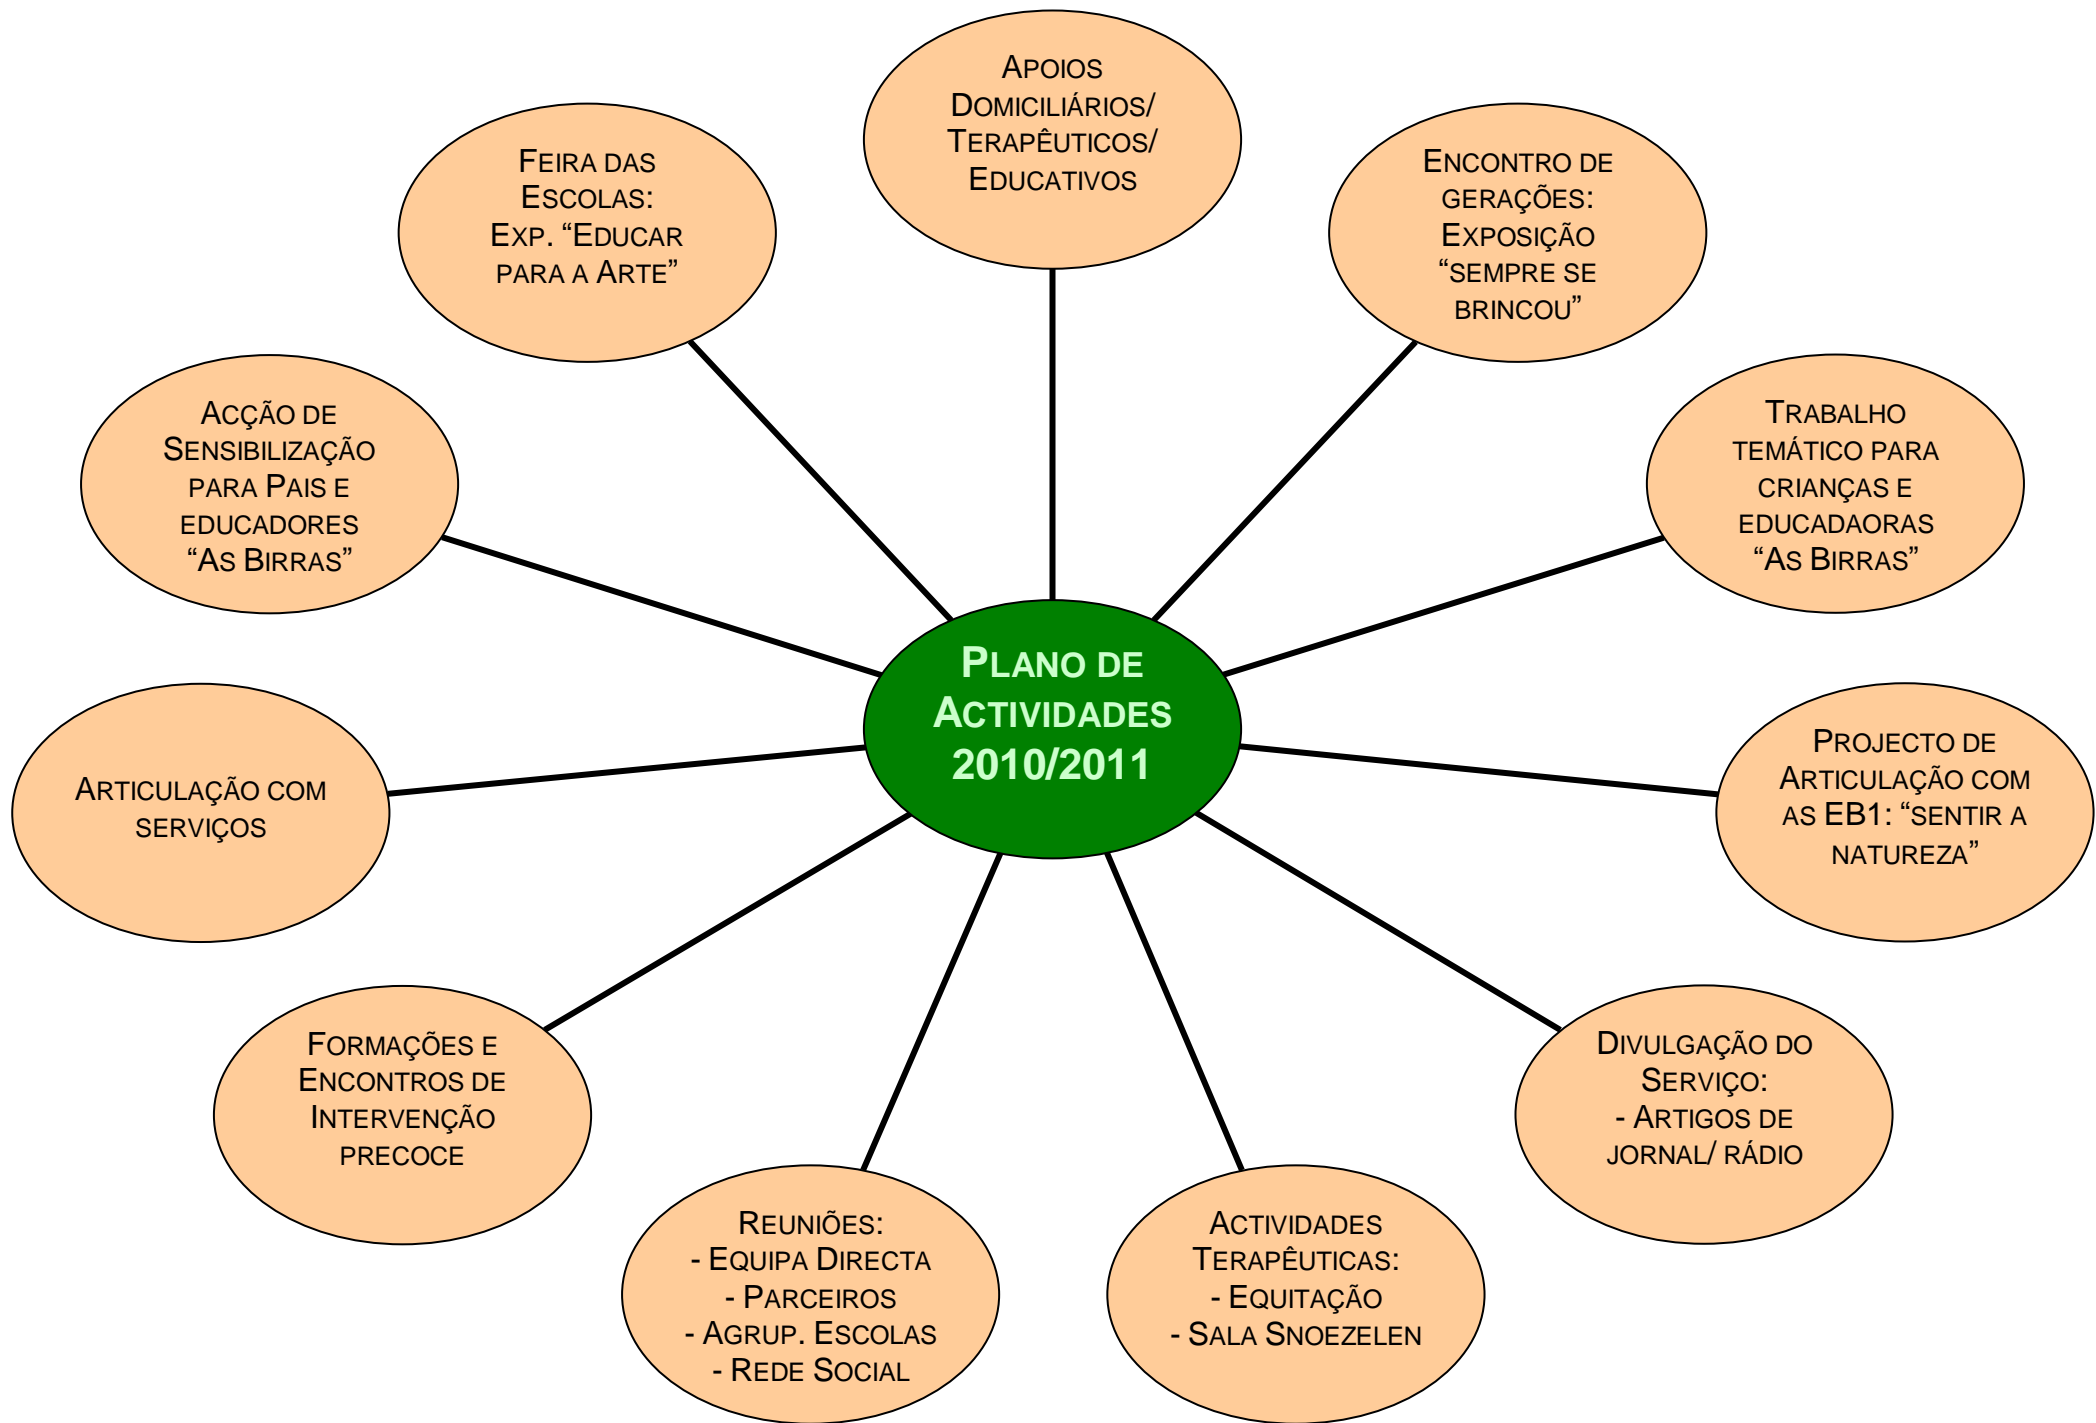 APOIOS
DOMICILIÁRIOS/
TERAPÊUTICOS/
EDUCATIVOS
ENCONTRO DE
GERAÇÕES:
EXPOSIÇÃO
“SEMPRE SE
BRINCOU”
TRABALHO
TEMÁTICO PARA
CRIANÇAS E
EDUCADAORAS
“AS BIRRAS”
PROJECTO DE
ARTICULAÇÃO COM
AS EB1: “SENTIR A
NATUREZA”
DIVULGAÇÃO DO
SERVIÇO:
- ARTIGOS DE
JORNAL/ RÁDIO
ACTIVIDADES
TERAPÊUTICAS:
- EQUITAÇÃO
- SALA SNOEZELEN
REUNIÕES:
- EQUIPA DIRECTA
- PARCEIROS
- AGRUP. ESCOLAS
- REDE SOCIAL
FORMAÇÕES E
ENCONTROS DE
INTERVENÇÃO
PRECOCE
ARTICULAÇÃO COM
SERVIÇOS
ACÇÃO DE
SENSIBILIZAÇÃO
PARA PAIS E
EDUCADORES
“AS BIRRAS”
FEIRA DAS
ESCOLAS:
EXP. “EDUCAR
PARA A ARTE”
PLANO DE
ACTIVIDADES
2010/2011